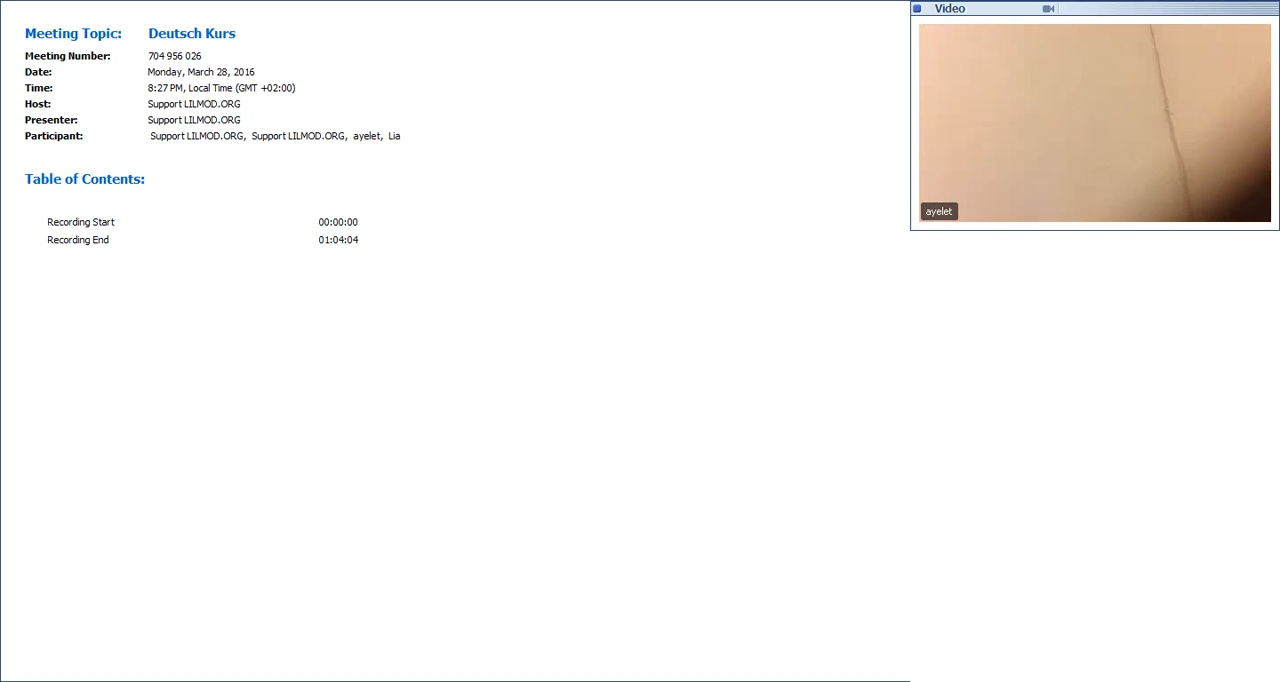 Meeting Topic: Deutsch Kurs
Meeting Number: 704 956 026
Date: Monday, March 28, 2016
Time: 8:27 PM, Local Time (GMT +02:00)
Host: Support LILMOD.ORG
Presenter: Support LILMOD.ORG
Participant: Support LILMOD.ORG, Support LILMOD.ORG, ayelet, Lia
Table of Contents:
Recording Start 00:00:00
Recording End 01:04:04
Video
ayelet